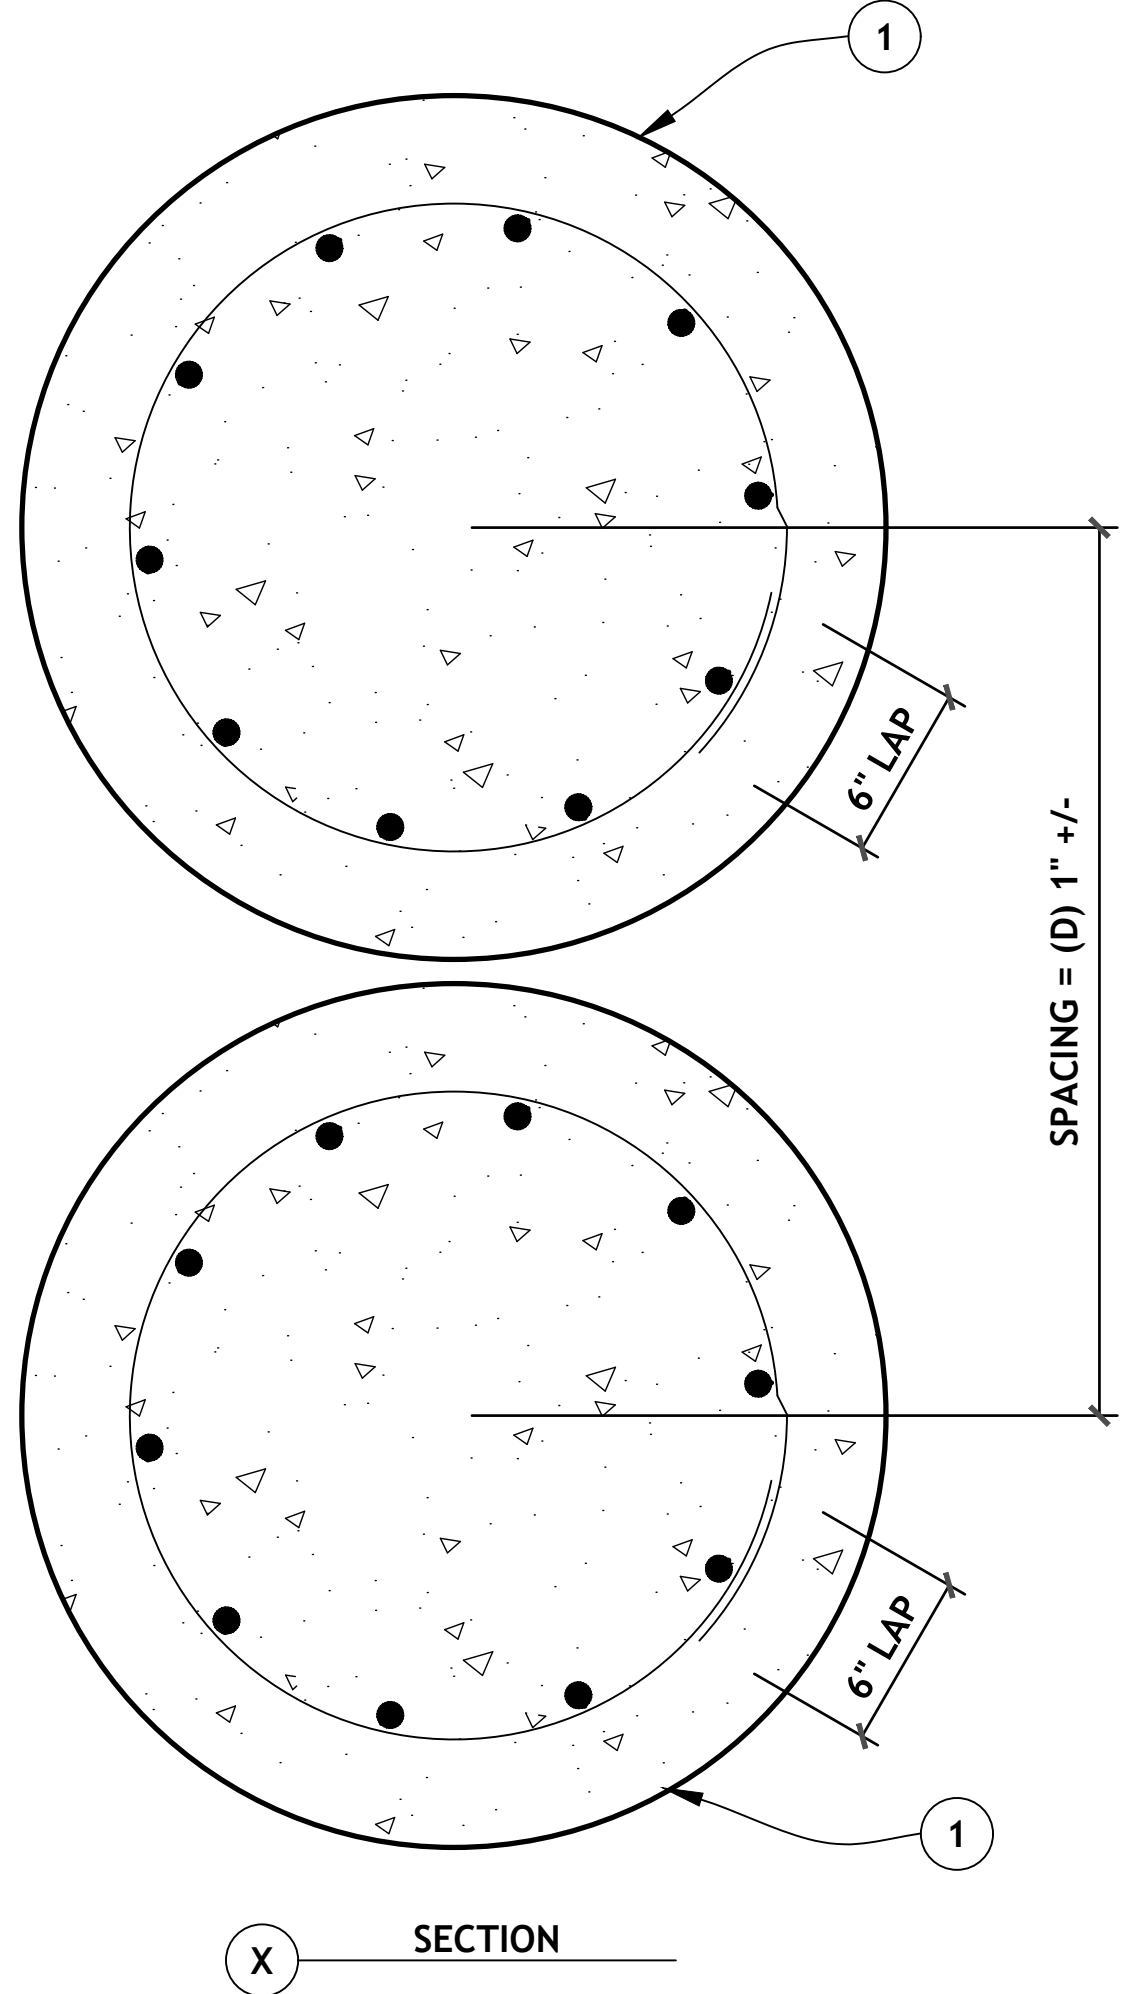 1
6" LAP
SPACING = (D) 1" +/-
6" LAP
1
X SECTION